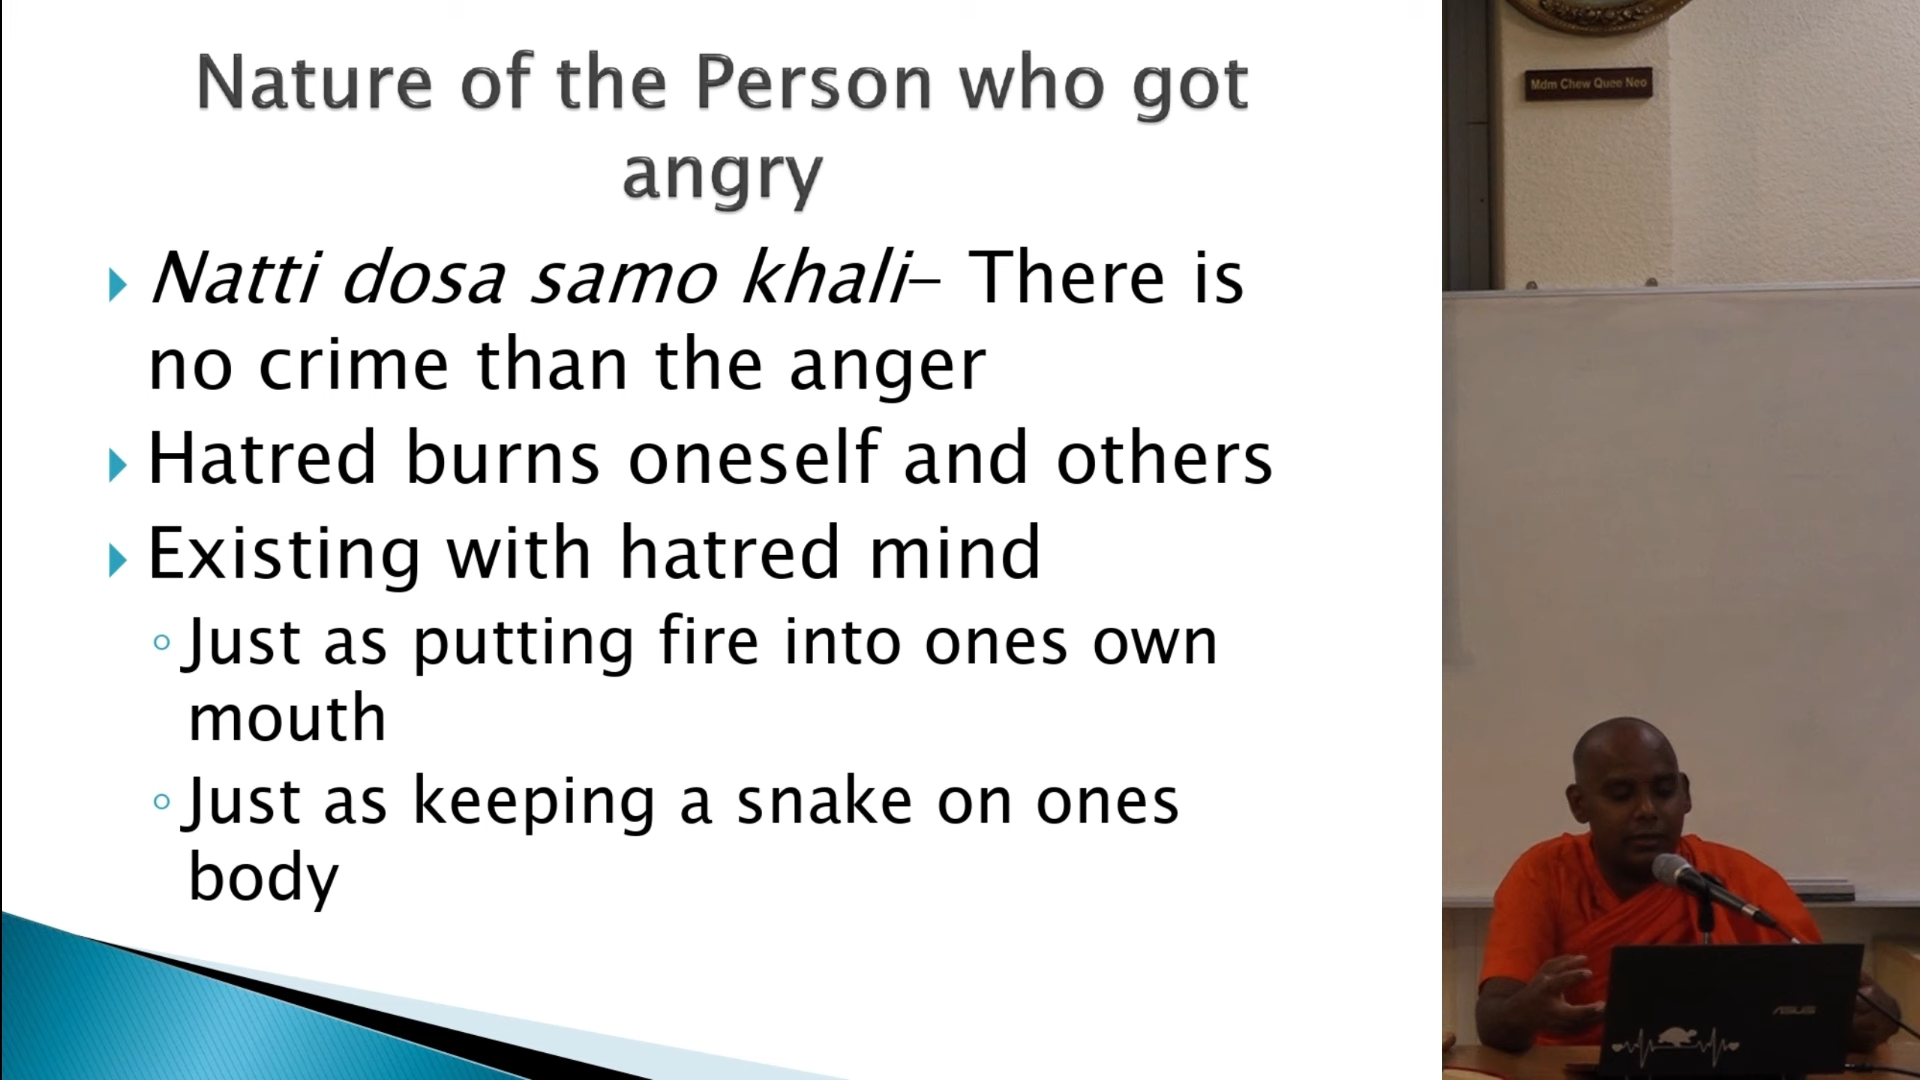 Nature of the Person who got
angry
Natti dosa samo khali– There is
no crime than the anger
Hatred burns oneself and others
Existing with hatred mind
Just as putting fire into ones own
mouth
Just as keeping a snake on ones
body
Mdm Chew Quee Neo
ASUS